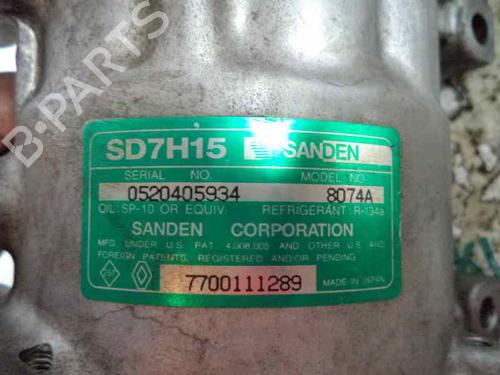 B-PARTS
SD7H15 SANDEN
SERIAL NO. MODEL NO.
0520405934 8074A
OIL: SP-10 OR EQUIV. REFRIGERANT: R-134a
SANDEN CORPORATION
MFD. UNDER U.S. PAT. 4,008,005 AND OTHER U.S. AND
FOREIGN PATENTS, REGISTERED AND/OR PENDING
7700111289 MADE IN JAPAN